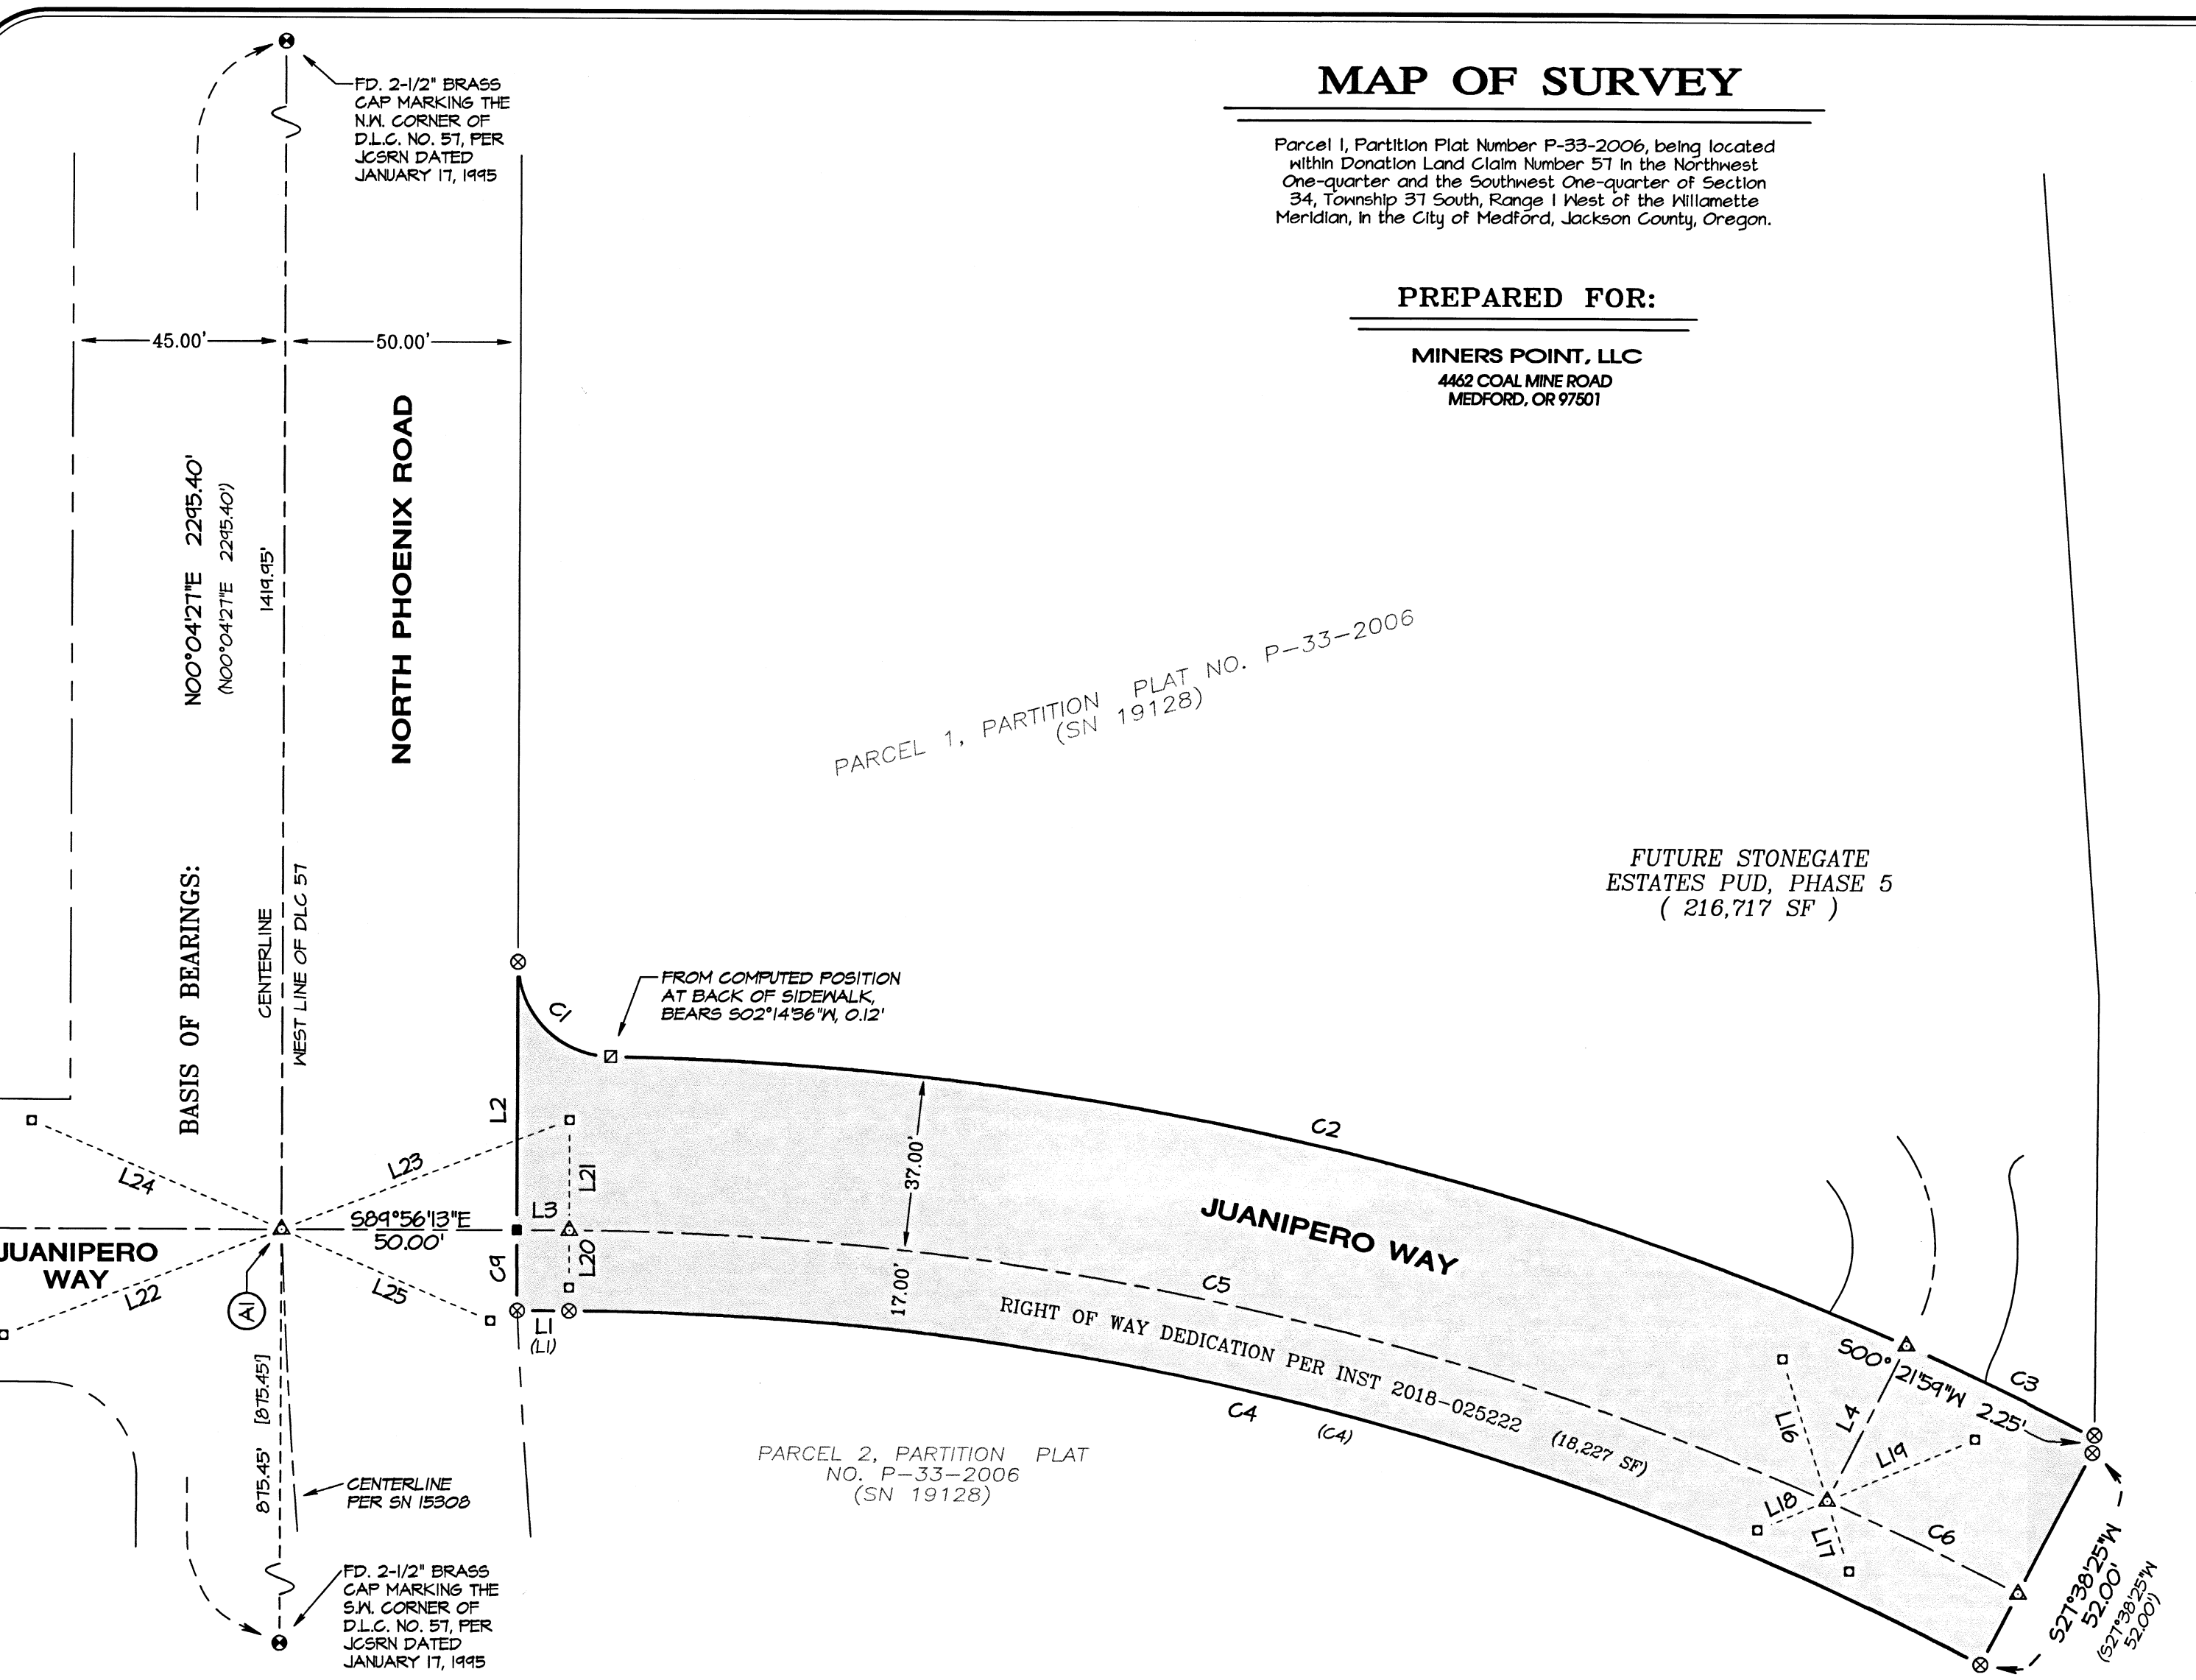 MAP OF SURVEY
Parcel 1, Partition Plat Number P-33-2006, being located
within Donation Land Claim Number 57 in the Northwest
One-quarter and the Southwest One-quarter of Section
34, Township 37 South, Range 1 West of the Willamette
Meridian, in the City of Medford, Jackson County, Oregon.
PREPARED FOR:
MINERS POINT, LLC
4462 COAL MINE ROAD
MEDFORD, OR 97501
FD. 2-1/2" BRASS
CAP MARKING THE
N.W. CORNER OF
D.L.C. NO. 57, PER
JCSRN DATED
JANUARY 17, 1995
45.00'
50.00'
NORTH PHOENIX ROAD
BASIS OF BEARINGS:
N00°04'27"E 2295.40'
(N00°04'27"E 2295.40')
1419.95'
CENTERLINE
WEST LINE OF DLC 57
PARCEL 1, PARTITION PLAT NO. P-33-2006
(SN 19128)
FUTURE STONEGATE
ESTATES PUD, PHASE 5
( 216,717 SF )
FROM COMPUTED POSITION
AT BACK OF SIDEWALK,
BEARS S02°14'36"W, 0.12'
C1
L2
C2
37.00'
L24
L23
L21
L3
S89°56'13"E
50.00'
JUANIPERO
WAY
L22
A1
L25
C9
L20
L1
(L1)
17.00'
JUANIPERO WAY
C5
RIGHT OF WAY DEDICATION PER INST 2018-025222 (18,227 SF)
C4
(C4)
S00°21'59"W 2.25'
C3
L4
L16
L19
L18
L17
C6
S27°38'25"W
52.00'
(S27°38'25"W
52.00')
875.45' [875.45']
CENTERLINE
PER SN 15308
PARCEL 2, PARTITION PLAT
NO. P-33-2006
(SN 19128)
FD. 2-1/2" BRASS
CAP MARKING THE
S.W. CORNER OF
D.L.C. NO. 57, PER
JCSRN DATED
JANUARY 17, 1995